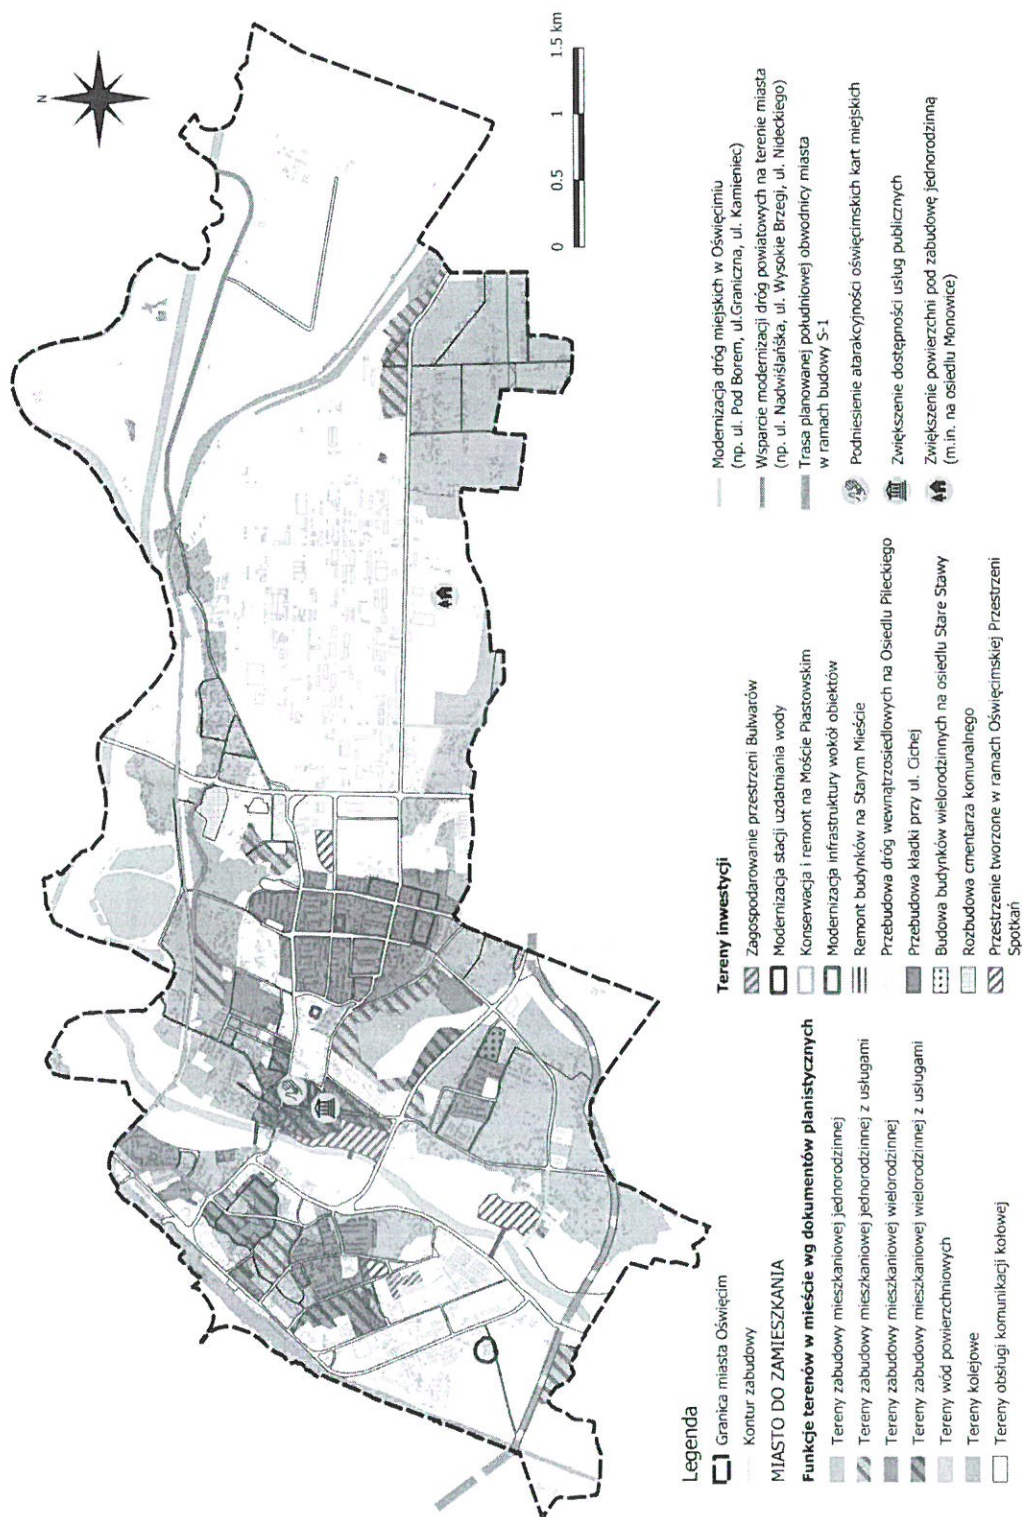 N
0 0.5 1 1.5 km
Legenda
Granica miasta Oświęcim
Kontur zabudowy
MIASTO DO ZAMIESZKANIA
Funkcje terenów w mieście wg dokumentów planistycznych
Tereny zabudowy mieszkaniowej jednorodzinnej
Tereny zabudowy mieszkaniowej jednorodzinnej z usługami
Tereny zabudowy mieszkaniowej wielorodzinnej
Tereny zabudowy mieszkaniowej wielorodzinnej z usługami
Tereny wód powierzchniowych
Tereny kolejowe
Tereny obsługi komunikacji kołowej
Tereny inwestycji
Zagospodarowanie przestrzeni Bulwarów
Modernizacja stacji uzdatniania wody
Konserwacja i remont na Moście Piastowskim
Modernizacja infrastruktury wokół obiektów
Remont budynków na Starym Mieście
Przebudowa dróg wewnątrzosiedlowych na Osiedlu Pileckiego
Przebudowa kładki przy ul. Cichej
Budowa budynków wielorodzinnych na osiedlu Stare Stawy
Rozbudowa cmentarza komunalnego
Przestrzenie tworzone w ramach Oświęcimskiej Przestrzeni
Spotkań
Modernizacja dróg miejskich w Oświęcimiu
(np. ul. Pod Borem, ul.Graniczna, ul. Kamieniec)
Wsparcie modernizacji dróg powiatowych na terenie miasta
(np. ul. Nadwiślańska, ul. Wysokie Brzegi, ul. Nideckiego)
Trasa planowanej południowej obwodnicy miasta
w ramach budowy S-1
Podniesienie atarakcyjności oświęcimskich kart miejskich
Zwiększenie dostępności usług publicznych
Zwiększenie powierzchni pod zabudowę jednorodzinną
(m.in. na osiedlu Monowice)